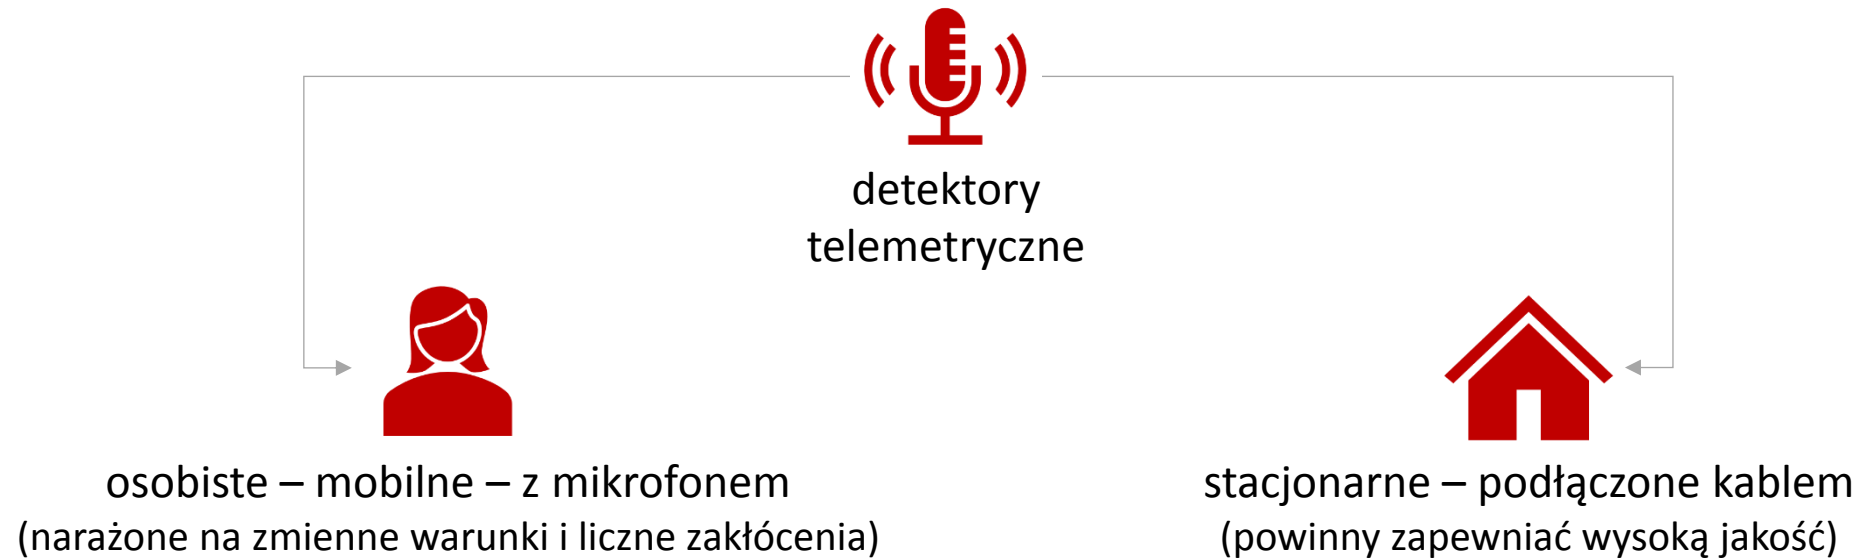 detektory
telemetryczne
osobiste – mobilne – z mikrofonem
(narażone na zmienne warunki i liczne zakłócenia)
stacjonarne – podłączone kablem
(powinny zapewniać wysoką jakość)